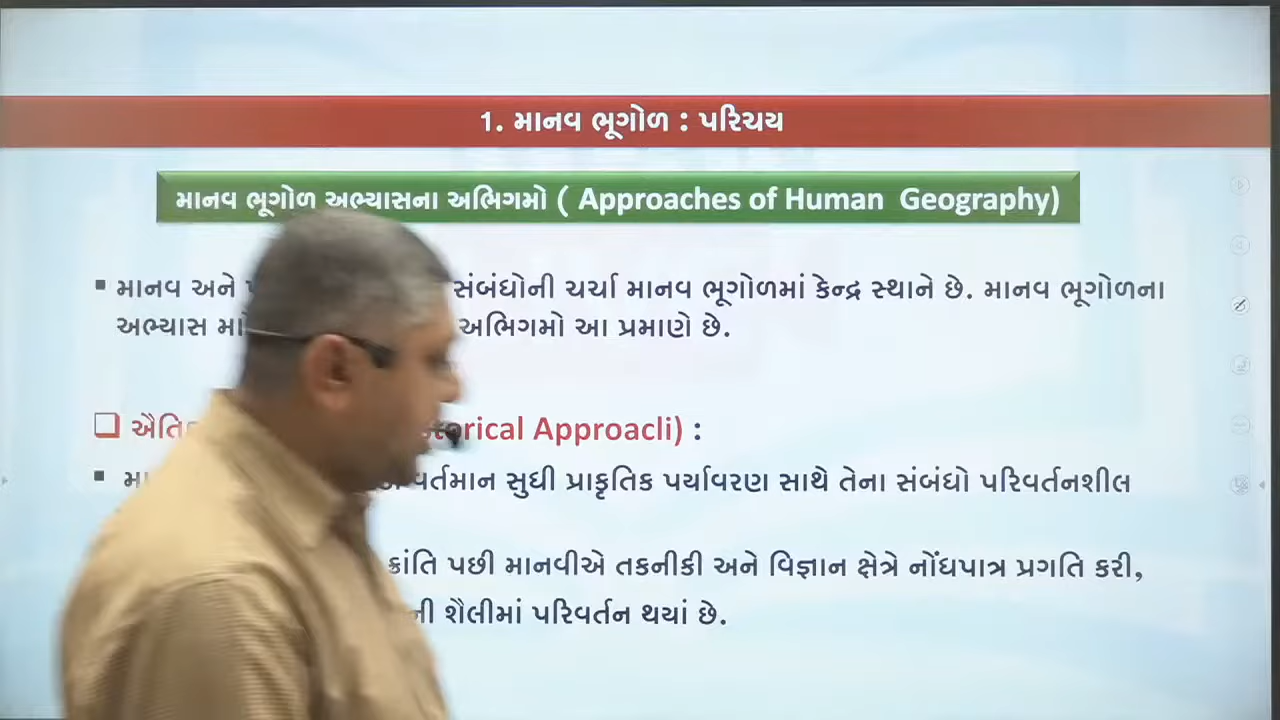 1. માનવ ભૂગોળ : પરિચય
માનવ ભૂગોળ અભ્યાસના અભિગમો ( Approaches of Human Geography)
▪ માનવ અને સંબંધોની ચર્ચા માનવ ભૂગોળમાં કેન્દ્ર સ્થાને છે. માનવ ભૂગોળના
અભ્યાસ અભિગમો આ પ્રમાણે છે.
❑ Approacli) :
▪ વર્તમાન સુધી પ્રાકૃતિક પર્યાવરણ સાથે તેના સંબંધો પરિવર્તનશીલ
ક્રાંતિ પછી માનવીએ તકનીકી અને વિજ્ઞાન ક્ષેત્રે નોંધપાત્ર પ્રગતિ કરી,
શૈલીમાં પરિવર્તન થયાં છે.